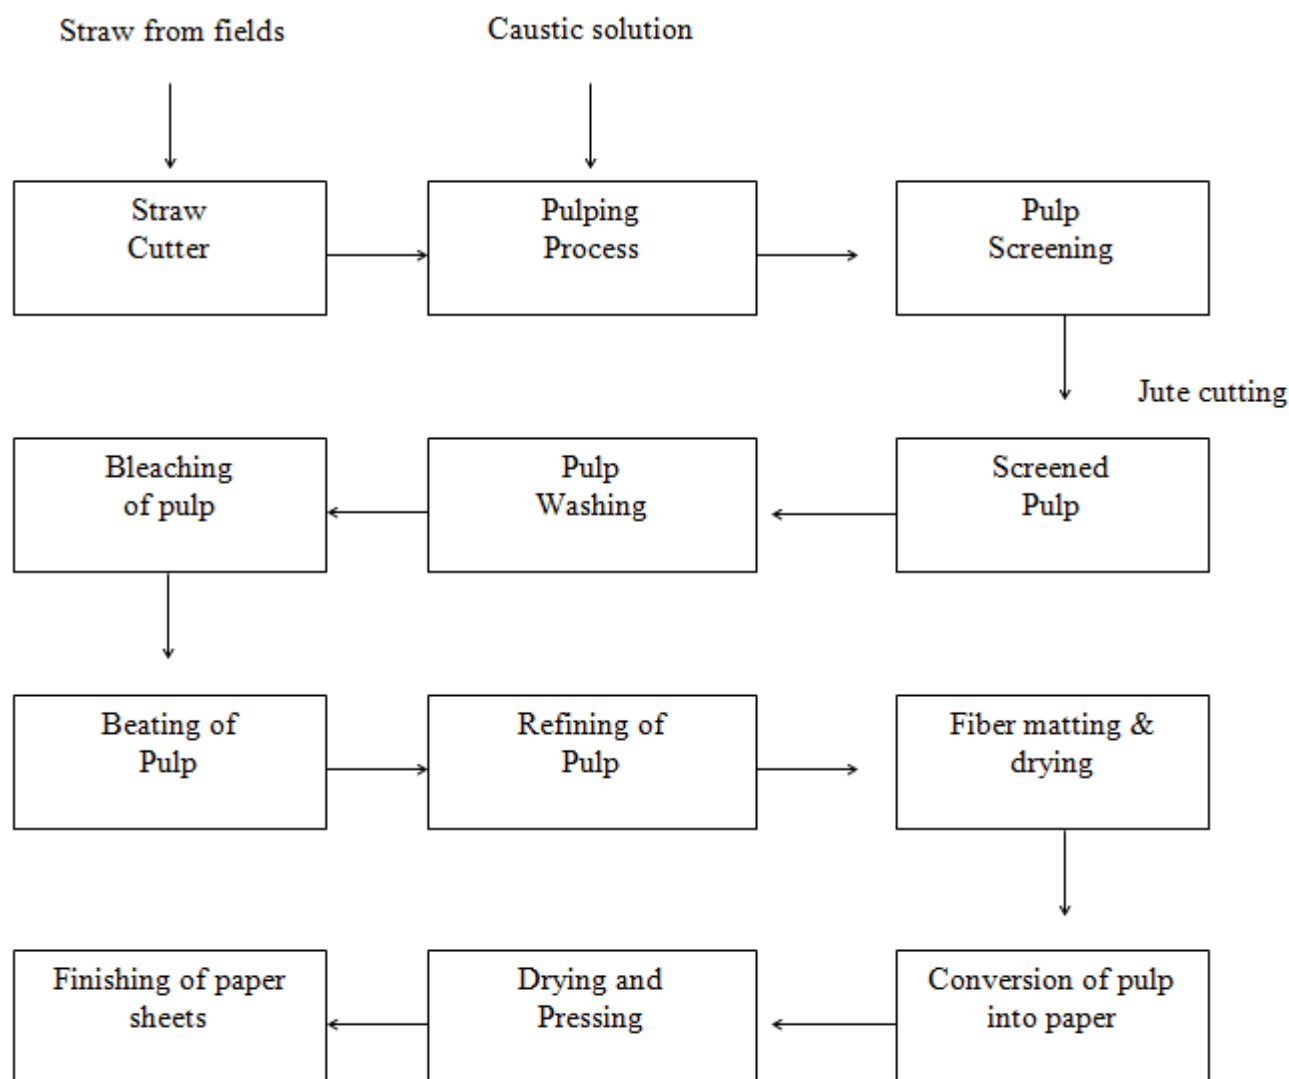 Straw from fields
Caustic solution
Straw
Cutter
Pulping
Process
Pulp
Screening
Jute cutting
Bleaching
of pulp
Pulp
Washing
Screened
Pulp
Beating of
Pulp
Refining of
Pulp
Fiber matting &
drying
Finishing of paper
sheets
Drying and
Pressing
Conversion of pulp
into paper